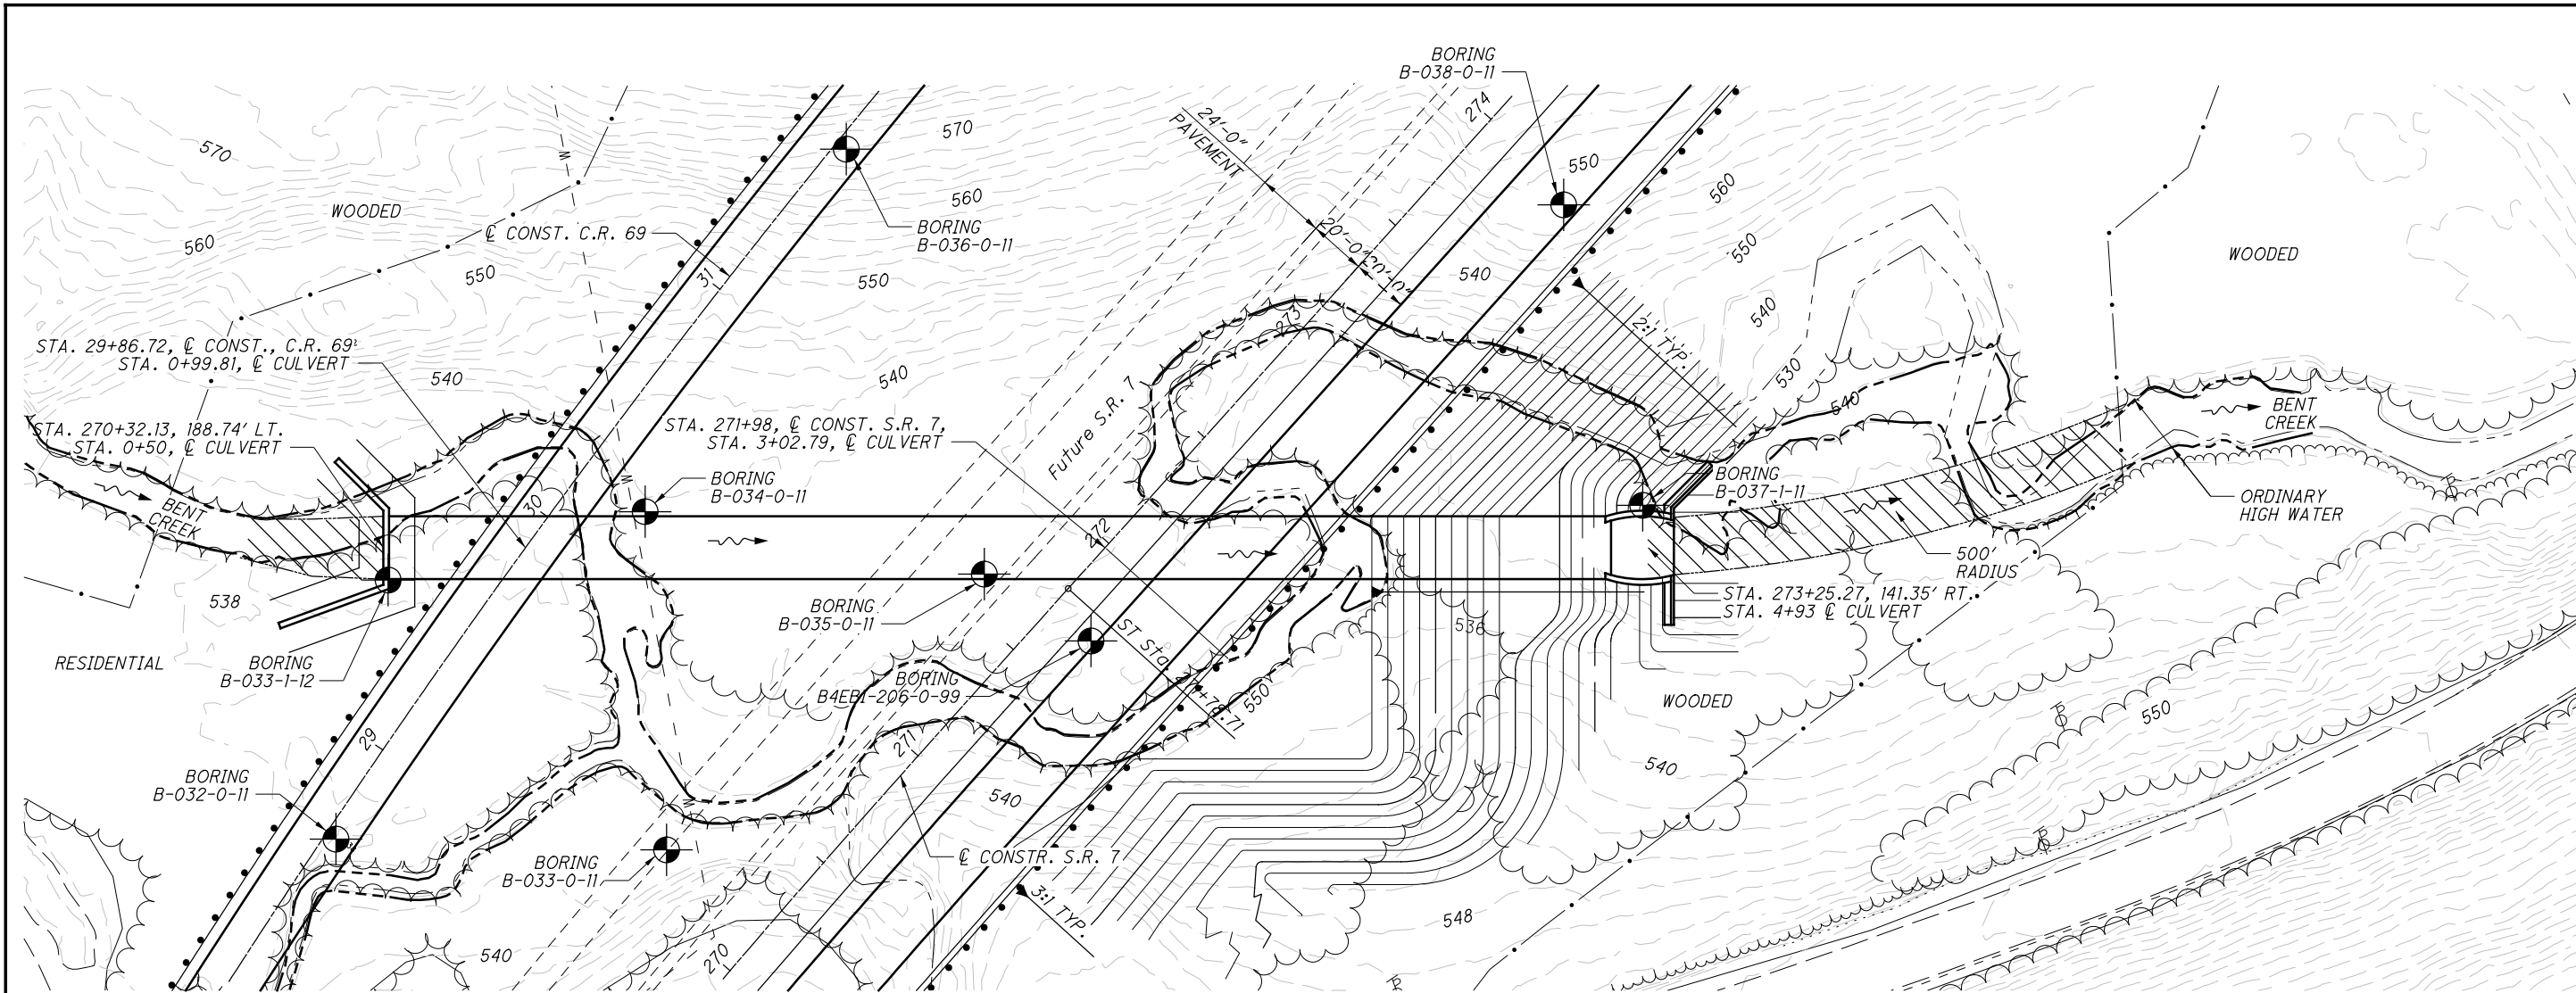 BORING
B-038-0-11
274
24'-0"
PAVEMENT
570
570
550
560
WOODED
560
℄ CONST. C.R. 69
BORING
B-036-0-11
20'-0"
560
550
550
31
550
540
WOODED
540
2:1 TYP.
273
STA. 29+86.72, ℄ CONST., C.R. 69
STA. 0+99.81, ℄ CULVERT
540
540
530
540
Future S.R. 7
STA. 270+32.13, 188.74' LT.
STA. 0+50, ℄ CULVERT
STA. 271+98, ℄ CONST. S.R. 7,
STA. 3+02.79, ℄ CULVERT
BENT
CREEK
BENT
CREEK
30
BORING
B-034-0-11
BORING
B-037-1-11
ORDINARY
HIGH WATER
272
500'
RADIUS
538
BORING
B-035-0-11
STA. 273+25.27, 141.35' RT.
STA. 4+93 ℄ CULVERT
536
RESIDENTIAL
BORING
B-033-1-12
BORING
B4EB1-206-0-99
550
WOODED
550
29
271
540
BORING
B-032-0-11
540
BORING
B-033-0-11
℄ CONSTR. S.R. 7
3:1 TYP.
548
540
270